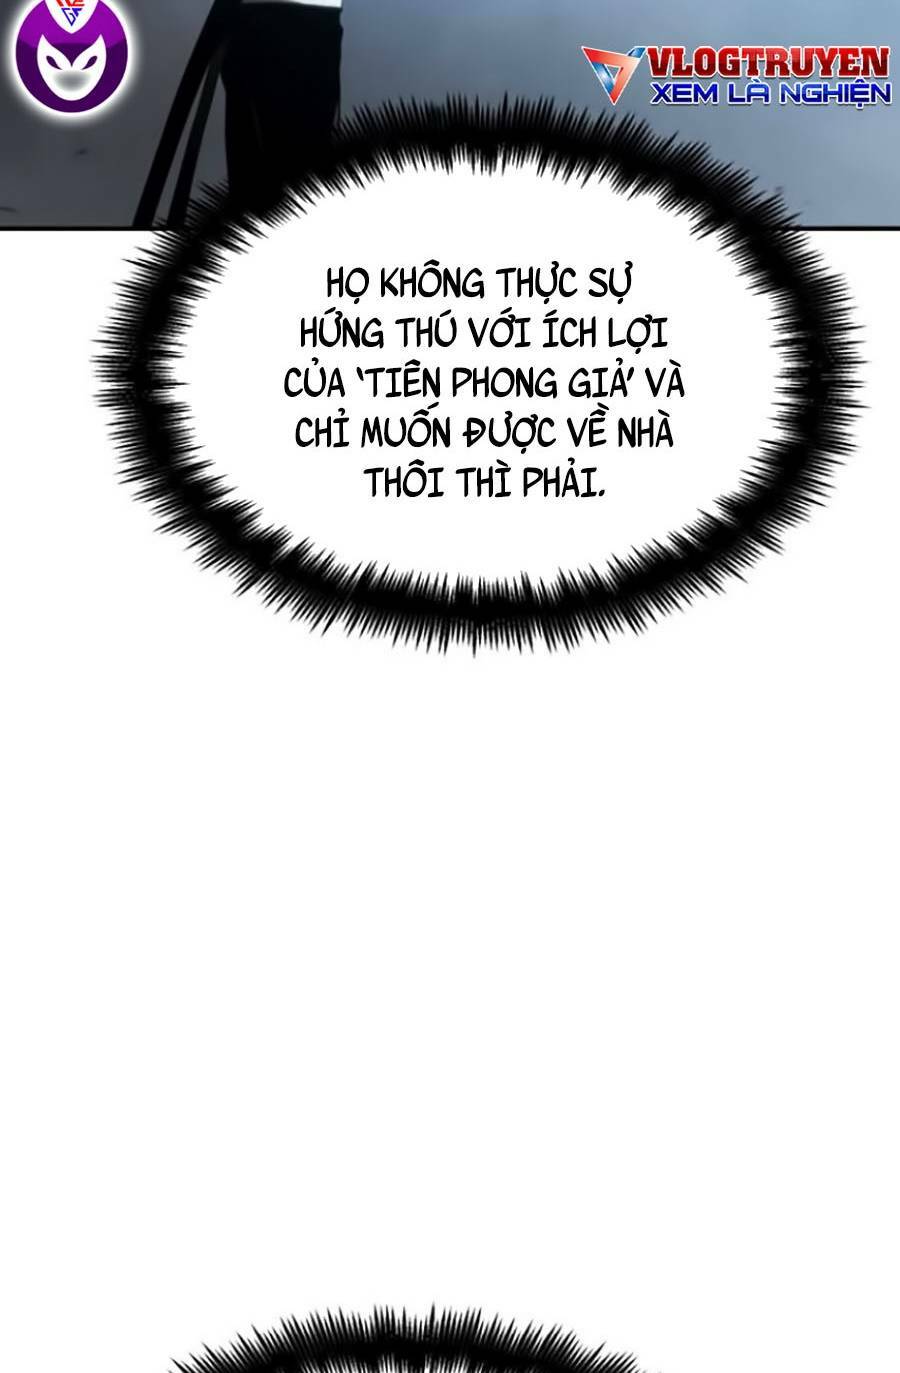 VLOGTRUYEN
XEM LÀ NGHIỆN
HỌ KHÔNG THỰC SỰ
HỨNG THÚ VỚI ÍCH LỢI
CỦA ‘TIÊN PHONG GIẢ’ VÀ
CHỈ MUỐN ĐƯỢC VỀ NHÀ
THÔI THÌ PHẢI.